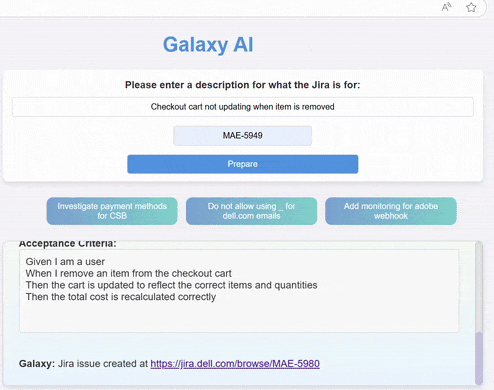 Galaxy AI
Please enter a description for what the Jira is for:
Checkout cart not updating when item is removed
MAE-5949
Prepare
Investigate payment methods
for CSB
Do not allow using _ for
dell.com emails
Add monitoring for adobe
webhook
Acceptance Criteria:
Given I am a user
When I remove an item from the checkout cart
Then the cart is updated to reflect the correct items and quantities
Then the total cost is recalculated correctly
Galaxy: Jira issue created at https://jira.dell.com/browse/MAE-5980